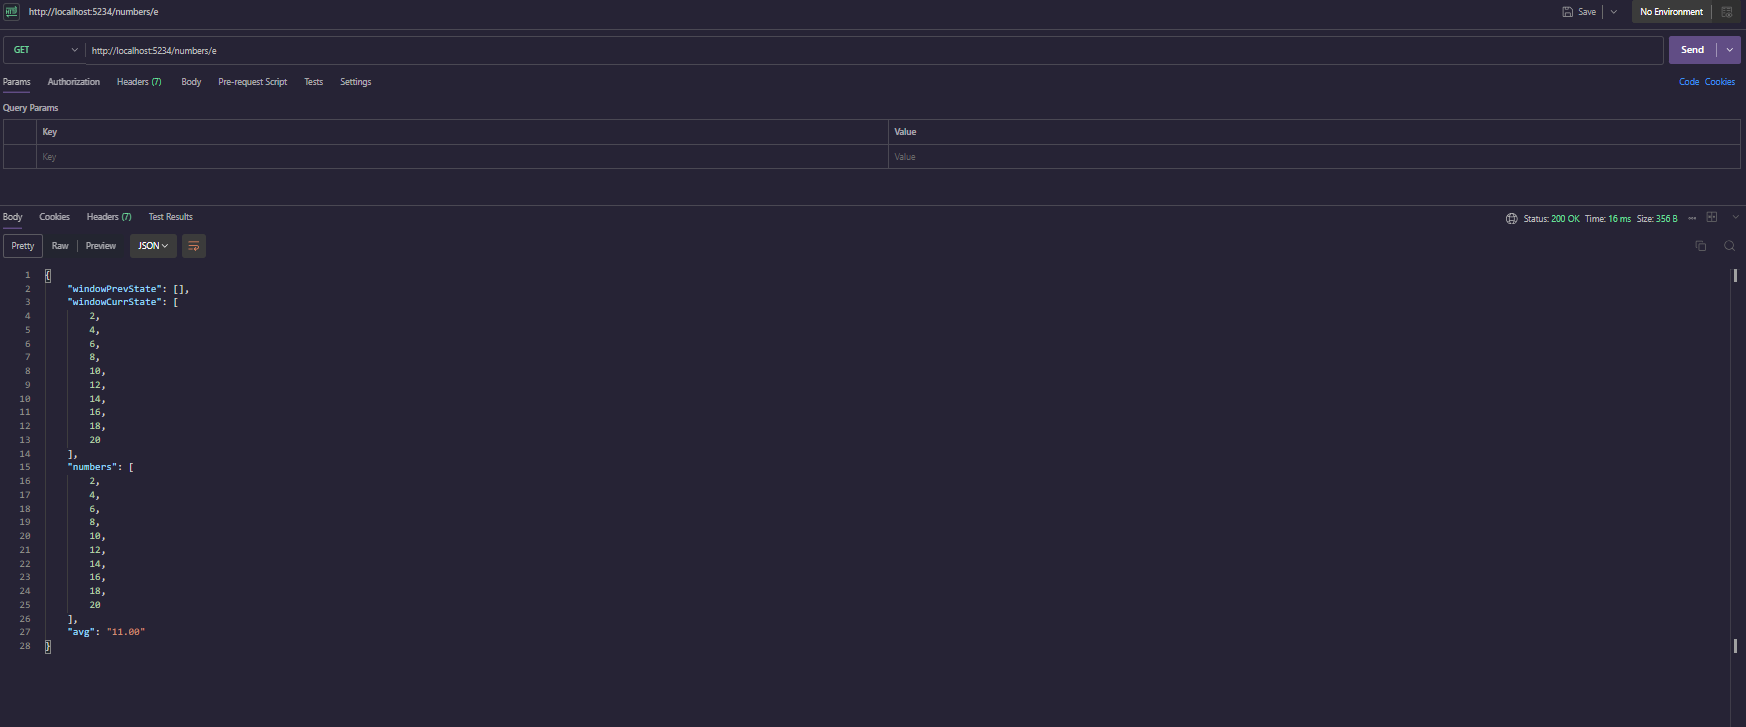 HTTP http://localhost:5234/numbers/e Save No Environment
GET http://localhost:5234/numbers/e Send
Params Authorization Headers (7) Body Pre-request Script Tests Settings Code Cookies
Query Params
Key Value
Key Value
Body Cookies Headers (7) Test Results Status: 200 OK Time: 16 ms Size: 356 B
Pretty Raw Preview JSON
1 {
2 "windowPrevState": [],
3 "windowCurrState": [
4 2,
5 4,
6 6,
7 8,
8 10,
9 12,
10 14,
11 16,
12 18,
13 20
14 ],
15 "numbers": [
16 2,
17 4,
18 6,
19 8,
20 10,
21 12,
22 14,
23 16,
24 18,
25 20
26 ],
27 "avg": "11.00"
28 }